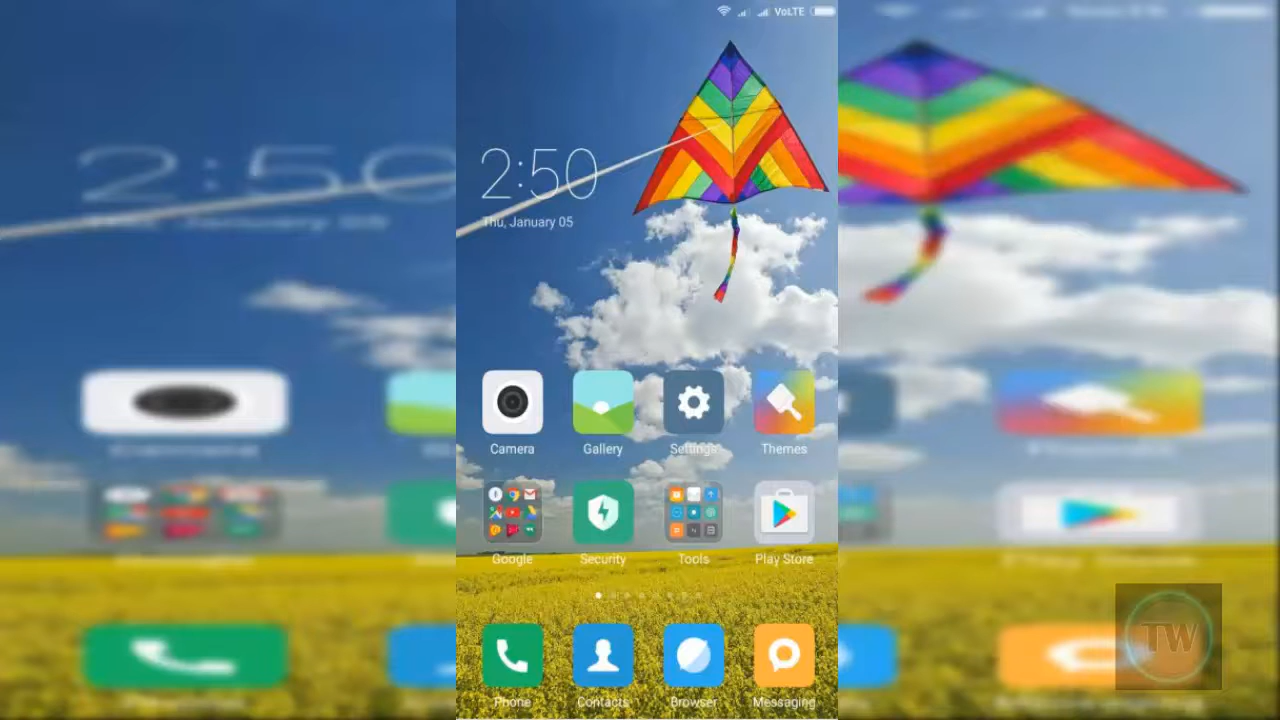 VoLTE
2:50
Thu, January 05
Camera Gallery Settings Themes
Google Security Tools Play Store
Phone Contacts Browser Messaging
TW